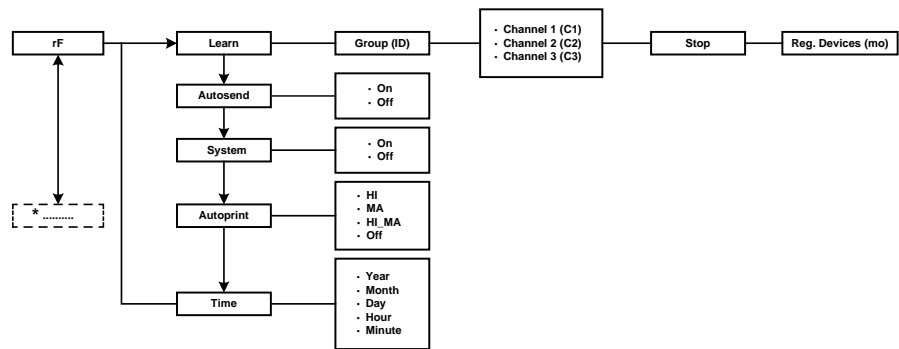 rF
Learn
Group (ID)
· Channel 1 (C1)
· Channel 2 (C2)
· Channel 3 (C3)
Stop
Reg. Devices (mo)
Autosend
· On
· Off
System
· On
· Off
* ..........
Autoprint
· HI
· MA
· HI_MA
· Off
Time
· Year
· Month
· Day
· Hour
· Minute